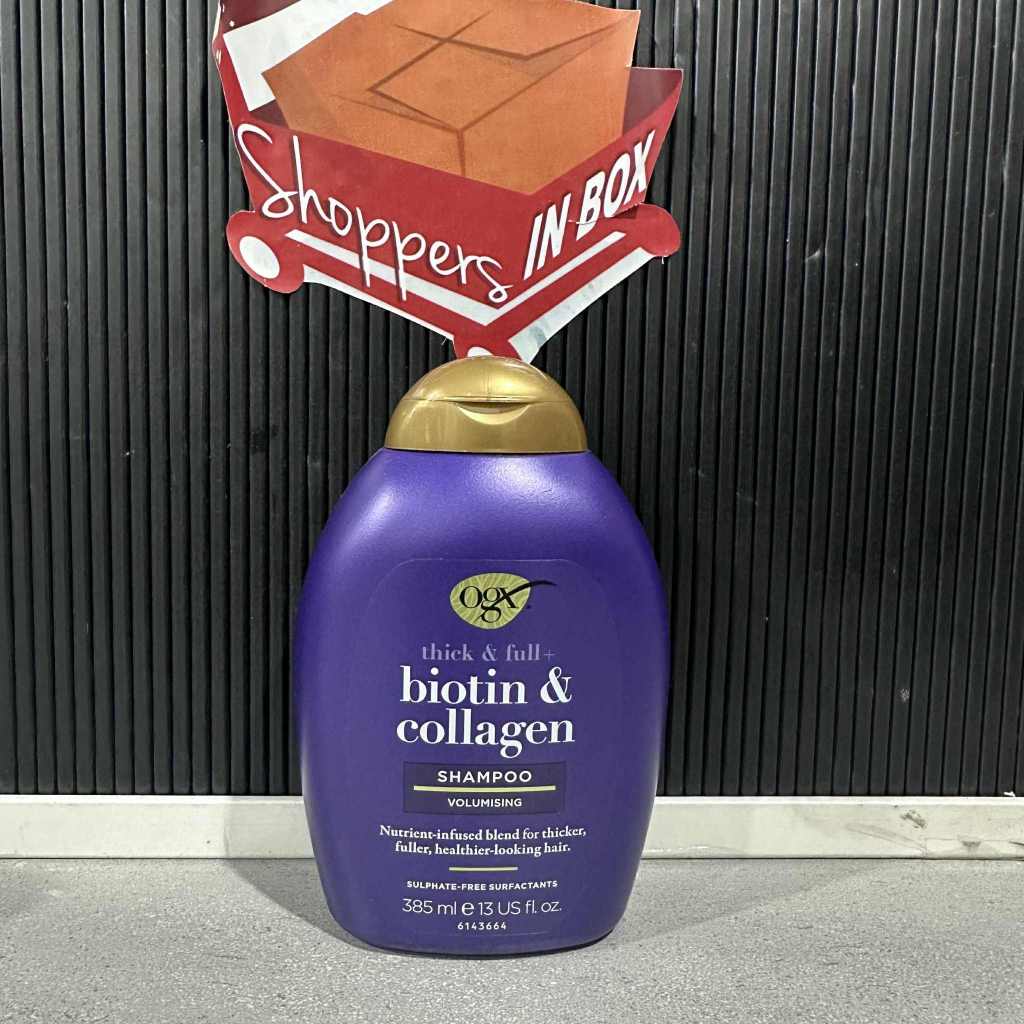 Shoppers IN BOX
ogx
thick & full+
biotin &
collagen
SHAMPOO
VOLUMISING
Nutrient-infused blend for thicker,
fuller, healthier-looking hair.
SULPHATE-FREE SURFACTANTS
385 ml e 13 US fl. oz.
6143664